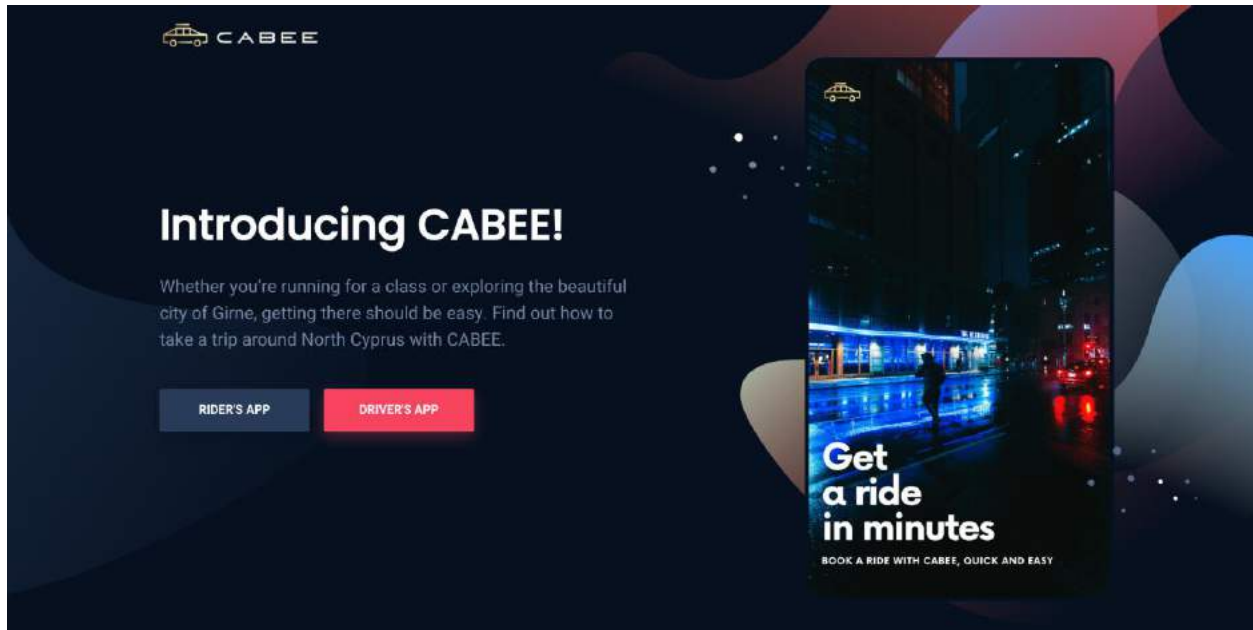 CABEE
Introducing CABEE!
Whether you're running for a class or exploring the beautiful
city of Girne, getting there should be easy. Find out how to
take a trip around North Cyprus with CABEE.
RIDER'S APP
DRIVER'S APP
Get
a ride
in minutes
BOOK A RIDE WITH CABEE, QUICK AND EASY